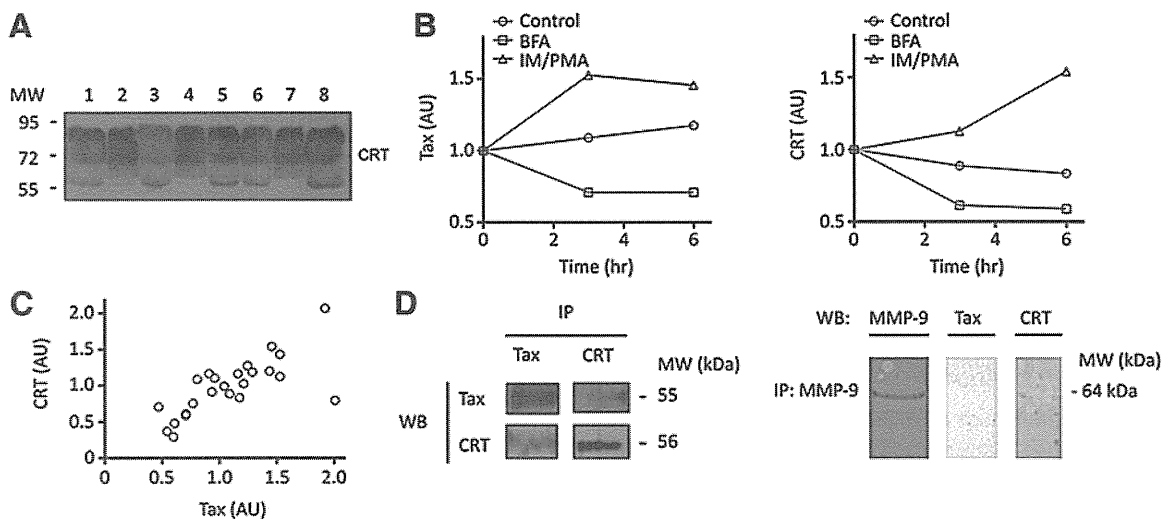 A
MW 1 2 3 4 5 6 7 8
95
72
55
CRT
B
Control
BFA
IM/PMA
Tax (AU)
1.5
1.0
0.5
0 2 4 6
Time (hr)
Control
BFA
IM/PMA
CRT (AU)
1.5
1.0
0.5
0 2 4 6
Time (hr)
C
CRT (AU)
2.0
1.5
1.0
0.5
0
0 0.5 1.0 1.5 2.0
Tax (AU)
D
IP
Tax CRT MW (kDa)
WB
Tax - 55
CRT - 56
WB: MMP-9 Tax CRT
MW (kDa)
IP: MMP-9 - 64 kDa